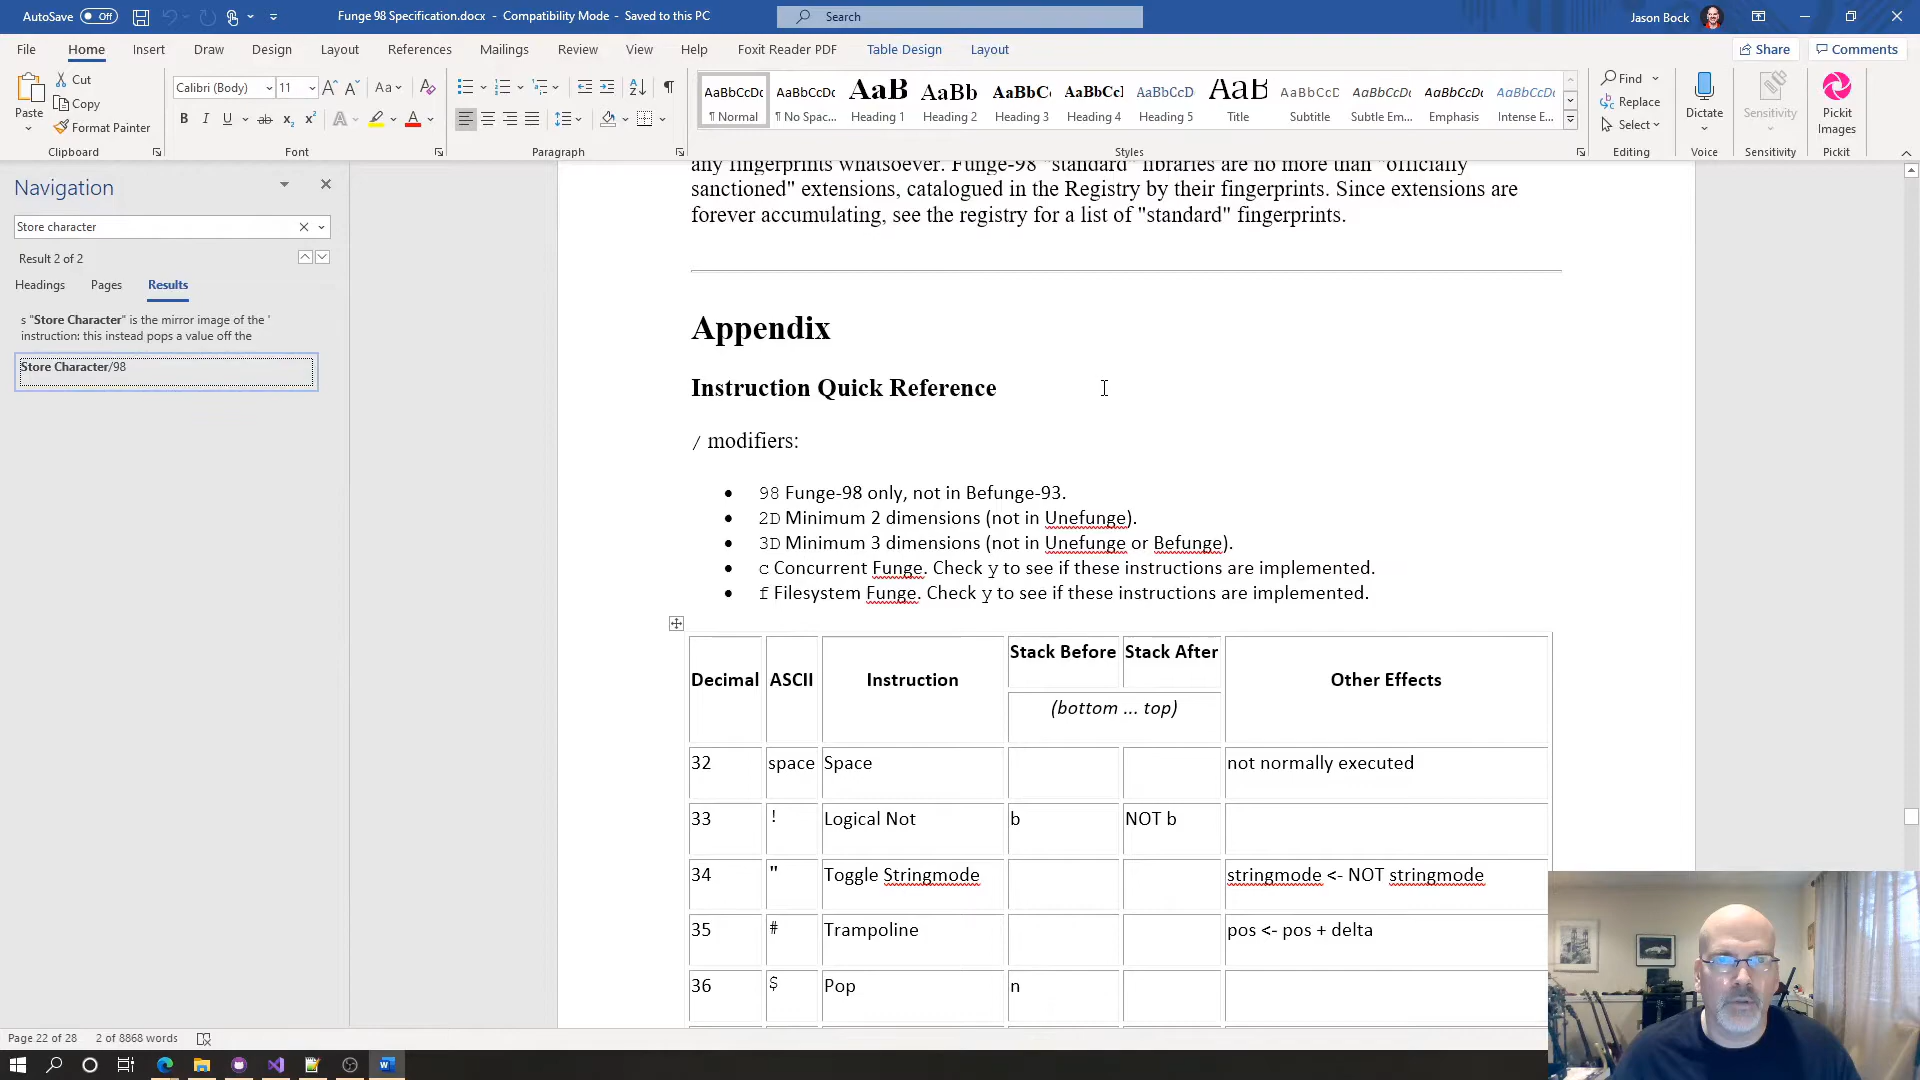 AutoSave Off
Funge 98 Specification.docx - Compatibility Mode - Saved to this PC
Search
Jason Bock
File Home Insert Draw Design Layout References Mailings Review View Help Foxit Reader PDF Table Design Layout
Share Comments
Paste
Cut
Copy
Format Painter
Calibri (Body) 11
AaBbCcDc AaBbCcDc AaB AaBb AaBbC AaBbCc AaBbCcD AaB AaBbCcD AaBbCcDc AaBbCcDc AaBbCcDc
¶ Normal ¶ No Spac... Heading 1 Heading 2 Heading 3 Heading 4 Heading 5 Title Subtitle Subtle Em... Emphasis Intense E...
Find
Replace
Select
Dictate
Sensitivity
Pickit Images
Clipboard Font Paragraph Styles Editing Voice Sensitivity Pickit
Navigation
Store character
Result 2 of 2
Headings Pages Results
s "Store Character" is the mirror image of the '
instruction: this instead pops a value off the
Store Character/98
any fingerprints whatsoever. Funge-98 "standard" libraries are no more than "officially
sanctioned" extensions, catalogued in the Registry by their fingerprints. Since extensions are
forever accumulating, see the registry for a list of "standard" fingerprints.
Appendix
Instruction Quick Reference
/ modifiers:
• 98 Funge-98 only, not in Befunge-93.
• 2D Minimum 2 dimensions (not in Unefunge).
• 3D Minimum 3 dimensions (not in Unefunge or Befunge).
• c Concurrent Funge. Check y to see if these instructions are implemented.
• f Filesystem Funge. Check y to see if these instructions are implemented.
Decimal ASCII Instruction Stack Before Stack After Other Effects
(bottom ... top)
32 space Space not normally executed
33 ! Logical Not b NOT b
34 " Toggle Stringmode stringmode <- NOT stringmode
35 # Trampoline pos <- pos + delta
36 $ Pop n
Page 22 of 28 2 of 8868 words